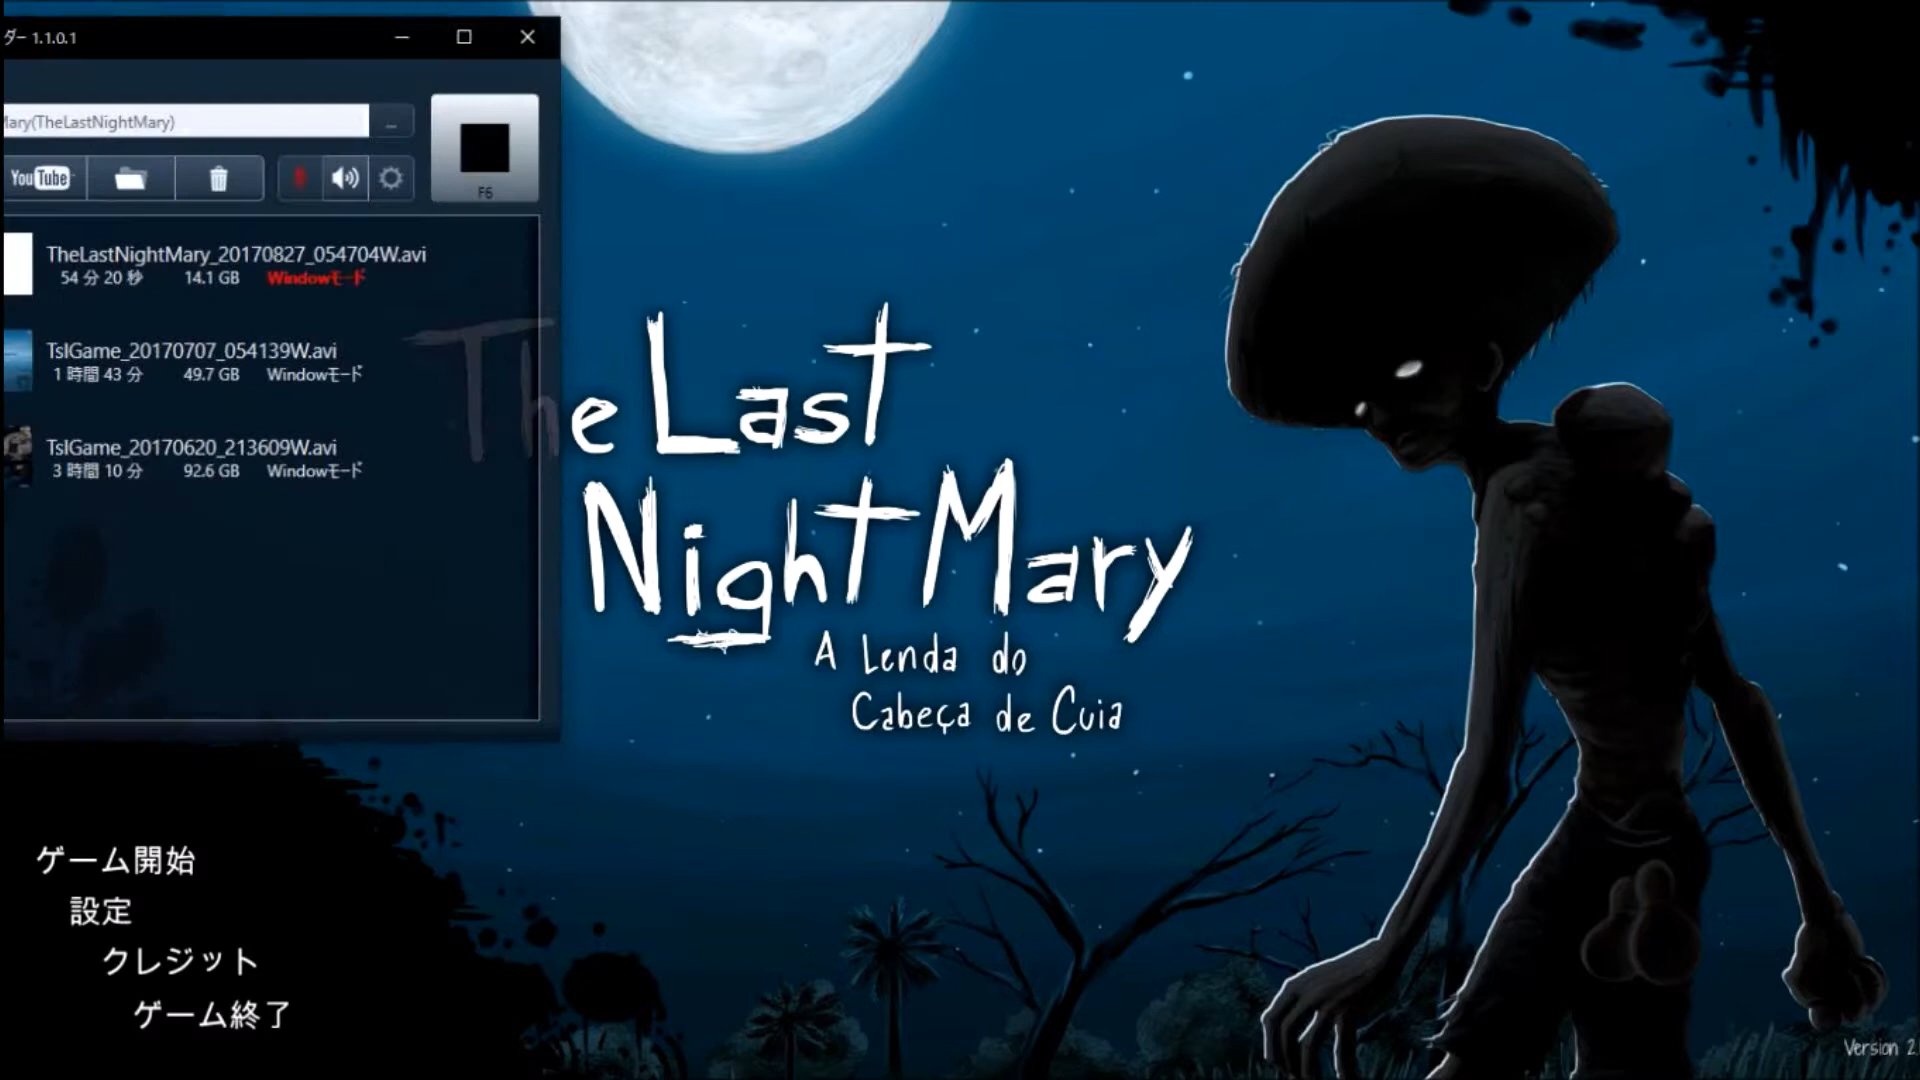 ダー 1.1.0.1
Mary(TheLastNightMary)
...
YouTube
F6
TheLastNightMary_20170827_054704W.avi
54 分 20 秒 14.1 GB Windowモード
TslGame_20170707_054139W.avi
1 時間 43 分 49.7 GB Windowモード
TslGame_20170620_213609W.avi
3 時間 10 分 92.6 GB Windowモード
The Last
Night Mary
A Lenda do
Cabeça de Cuia
ゲーム開始
設定
クレジット
ゲーム終了
Version 2.